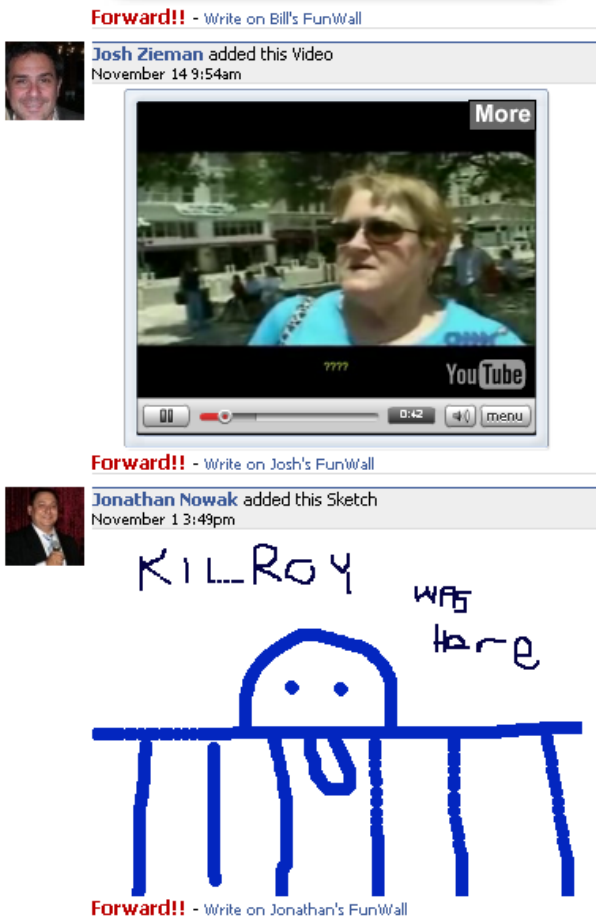 Forward!! - Write on Bill's FunWall
Josh Zieman added this Video
November 14 9:54am
More
????
YouTube
0:42
menu
Forward!! - Write on Josh's FunWall
Jonathan Nowak added this Sketch
November 1 3:49pm
KILROY
WAS
Here
Forward!! - Write on Jonathan's FunWall